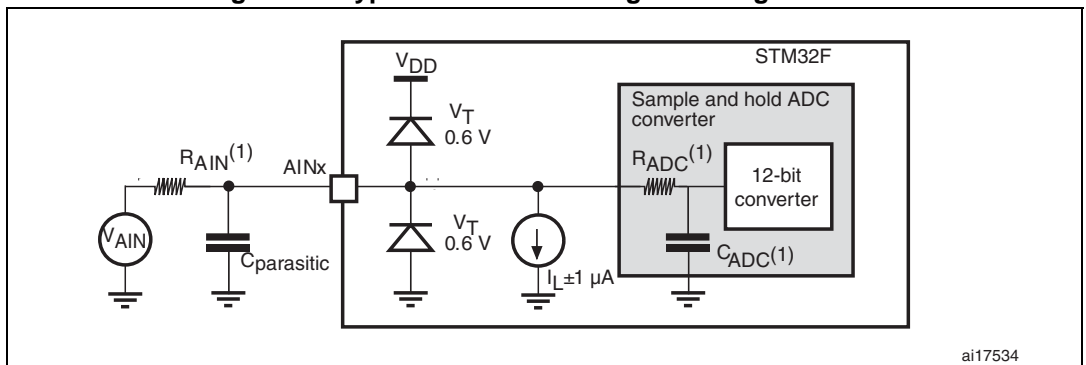 STM32F
VDD
Sample and hold ADC
converter
VT
0.6 V
RAIN(1)
AINx
RADC(1)
12-bit
converter
VAIN
VT
0.6 V
Cparasitic
IL±1 µA
CADC(1)
ai17534